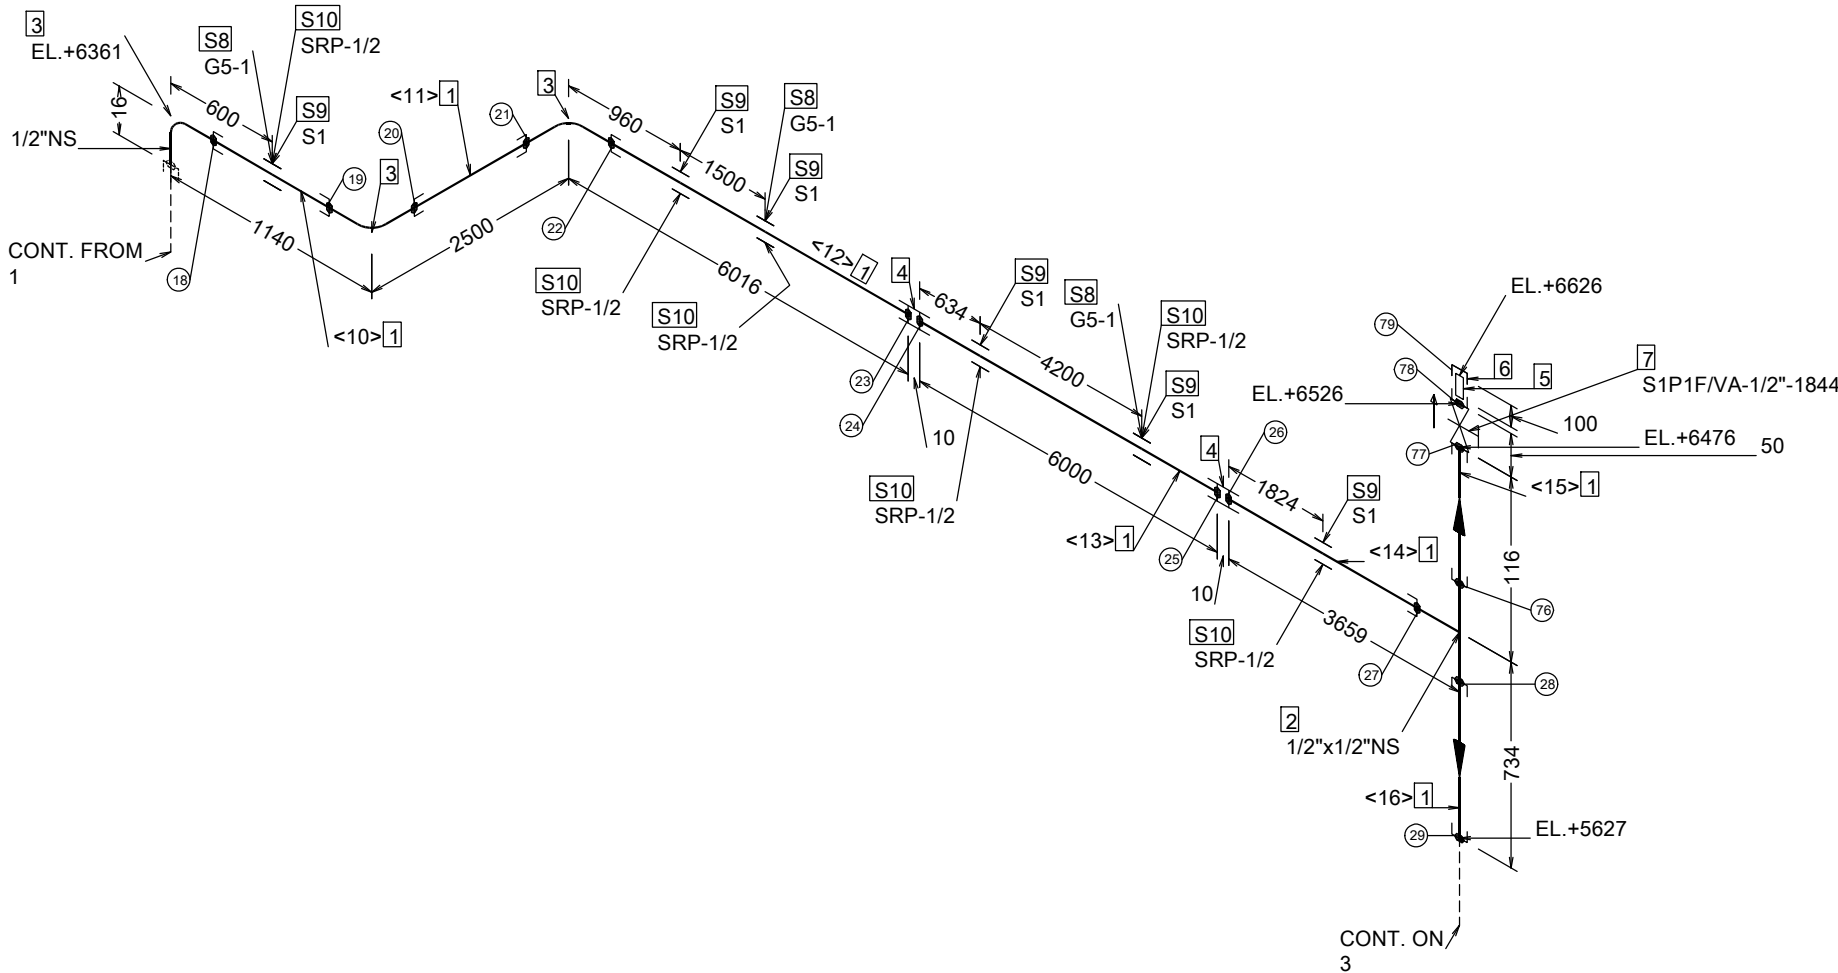 3
EL.+6361
S8
G5-1
S10
SRP-1/2
16
600
S9
S1
1/2"NS
<11> 1
20
21
3
960
S9
S1
S8
G5-1
1500
S9
S1
19
3
CONT. FROM
1
18
1140
2500
22
<10> 1
6016
S10
SRP-1/2
S10
SRP-1/2
<12> 1
4
634
S9
S1
S8
G5-1
S10
SRP-1/2
4200
S9
S1
23
24
10
6000
S10
SRP-1/2
4
26
1824
S9
S1
<13> 1
25
<14> 1
10
3659
S10
SRP-1/2
27
2
1/2"x1/2"NS
EL.+6626
79
6
7
78
5
S1P1F/VA-1/2"-1844
EL.+6526
100
EL.+6476
50
77
<15> 1
116
76
28
734
<16> 1
29
EL.+5627
CONT. ON
3